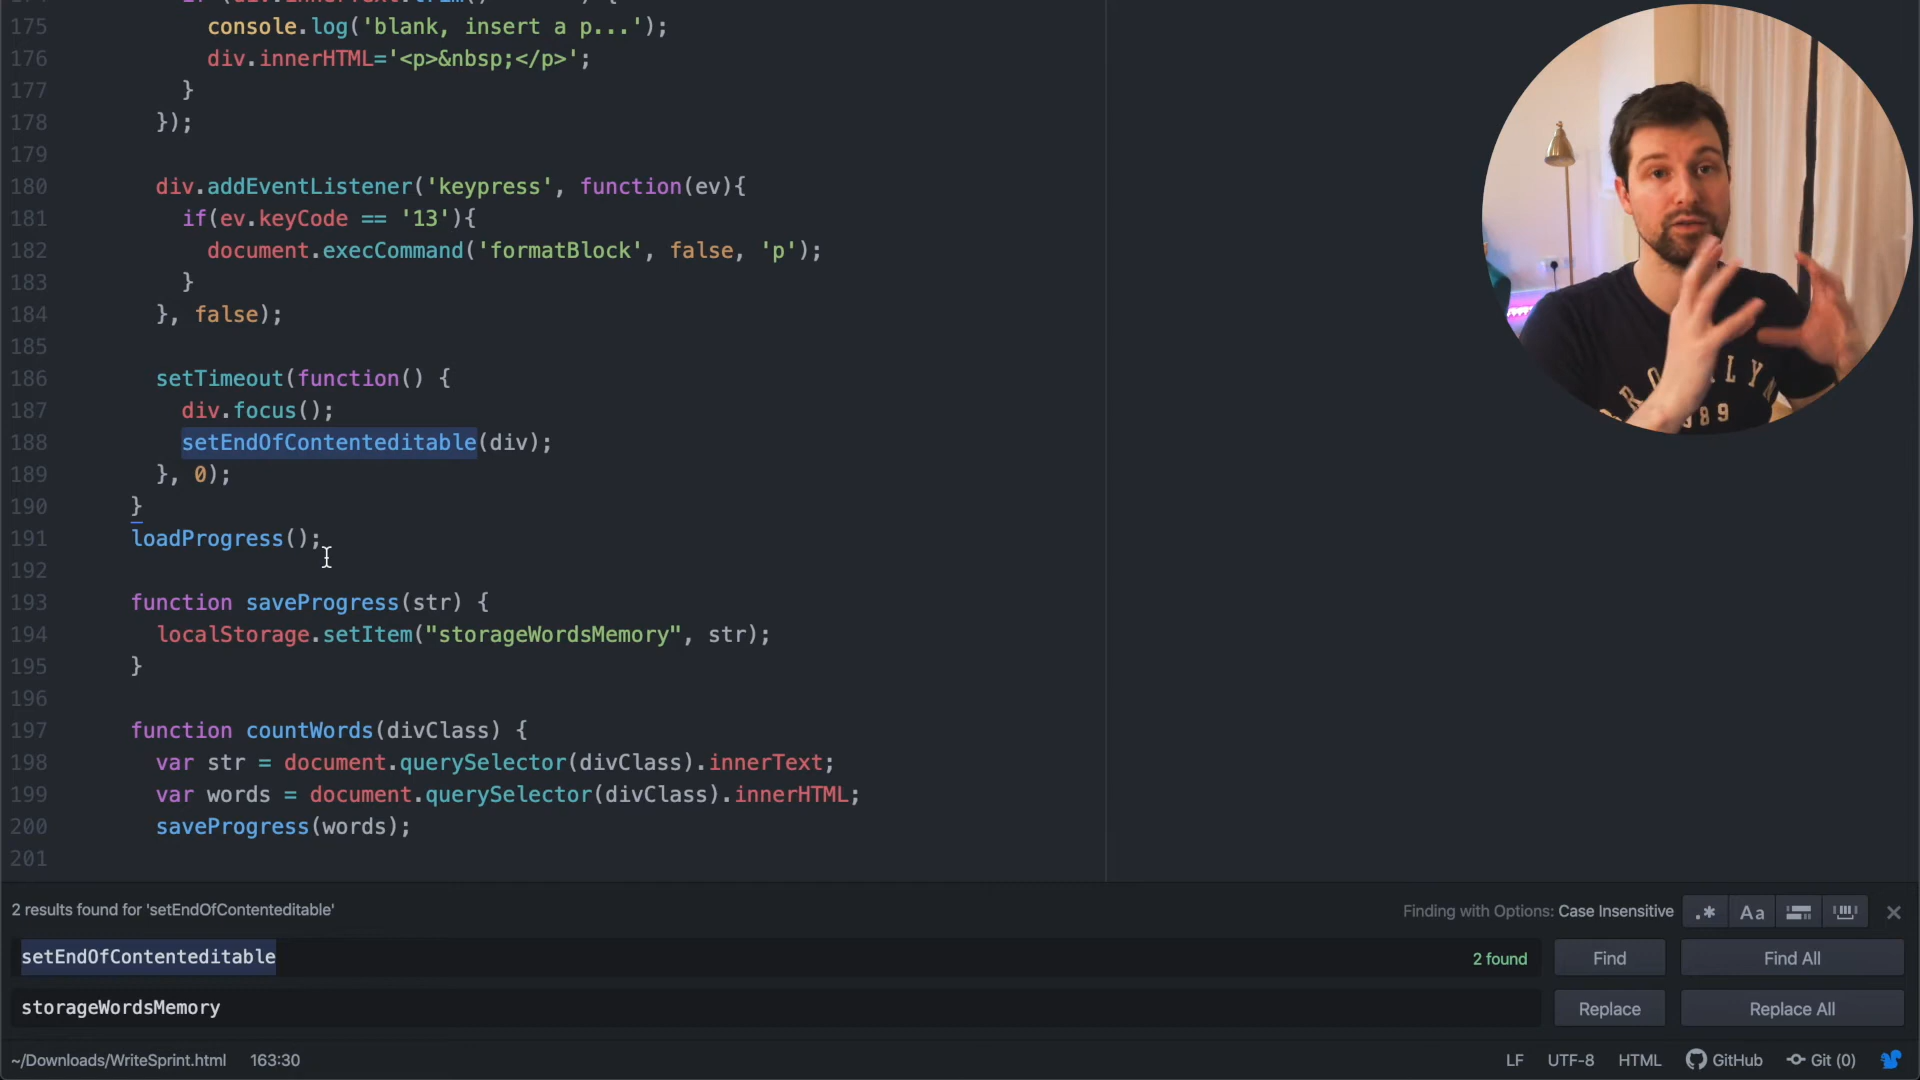 175 console.log('blank, insert a p...');
176 div.innerHTML='<p>&nbsp;</p>';
177 }
178 });
179
180 div.addEventListener('keypress', function(ev){
181 if(ev.keyCode == '13'){
182 document.execCommand('formatBlock', false, 'p');
183 }
184 }, false);
185
186 setTimeout(function() {
187 div.focus();
188 setEndOfContenteditable(div);
189 }, 0);
190 }
191 loadProgress();
192
193 function saveProgress(str) {
194 localStorage.setItem("storageWordsMemory", str);
195 }
196
197 function countWords(divClass) {
198 var str = document.querySelector(divClass).innerText;
199 var words = document.querySelector(divClass).innerHTML;
200 saveProgress(words);
201
2 results found for 'setEndOfContenteditable'
Finding with Options: Case Insensitive
.* Aa
setEndOfContenteditable
2 found
Find
Find All
storageWordsMemory
Replace
Replace All
~/Downloads/WriteSprint.html 163:30
LF UTF-8 HTML GitHub Git (0)